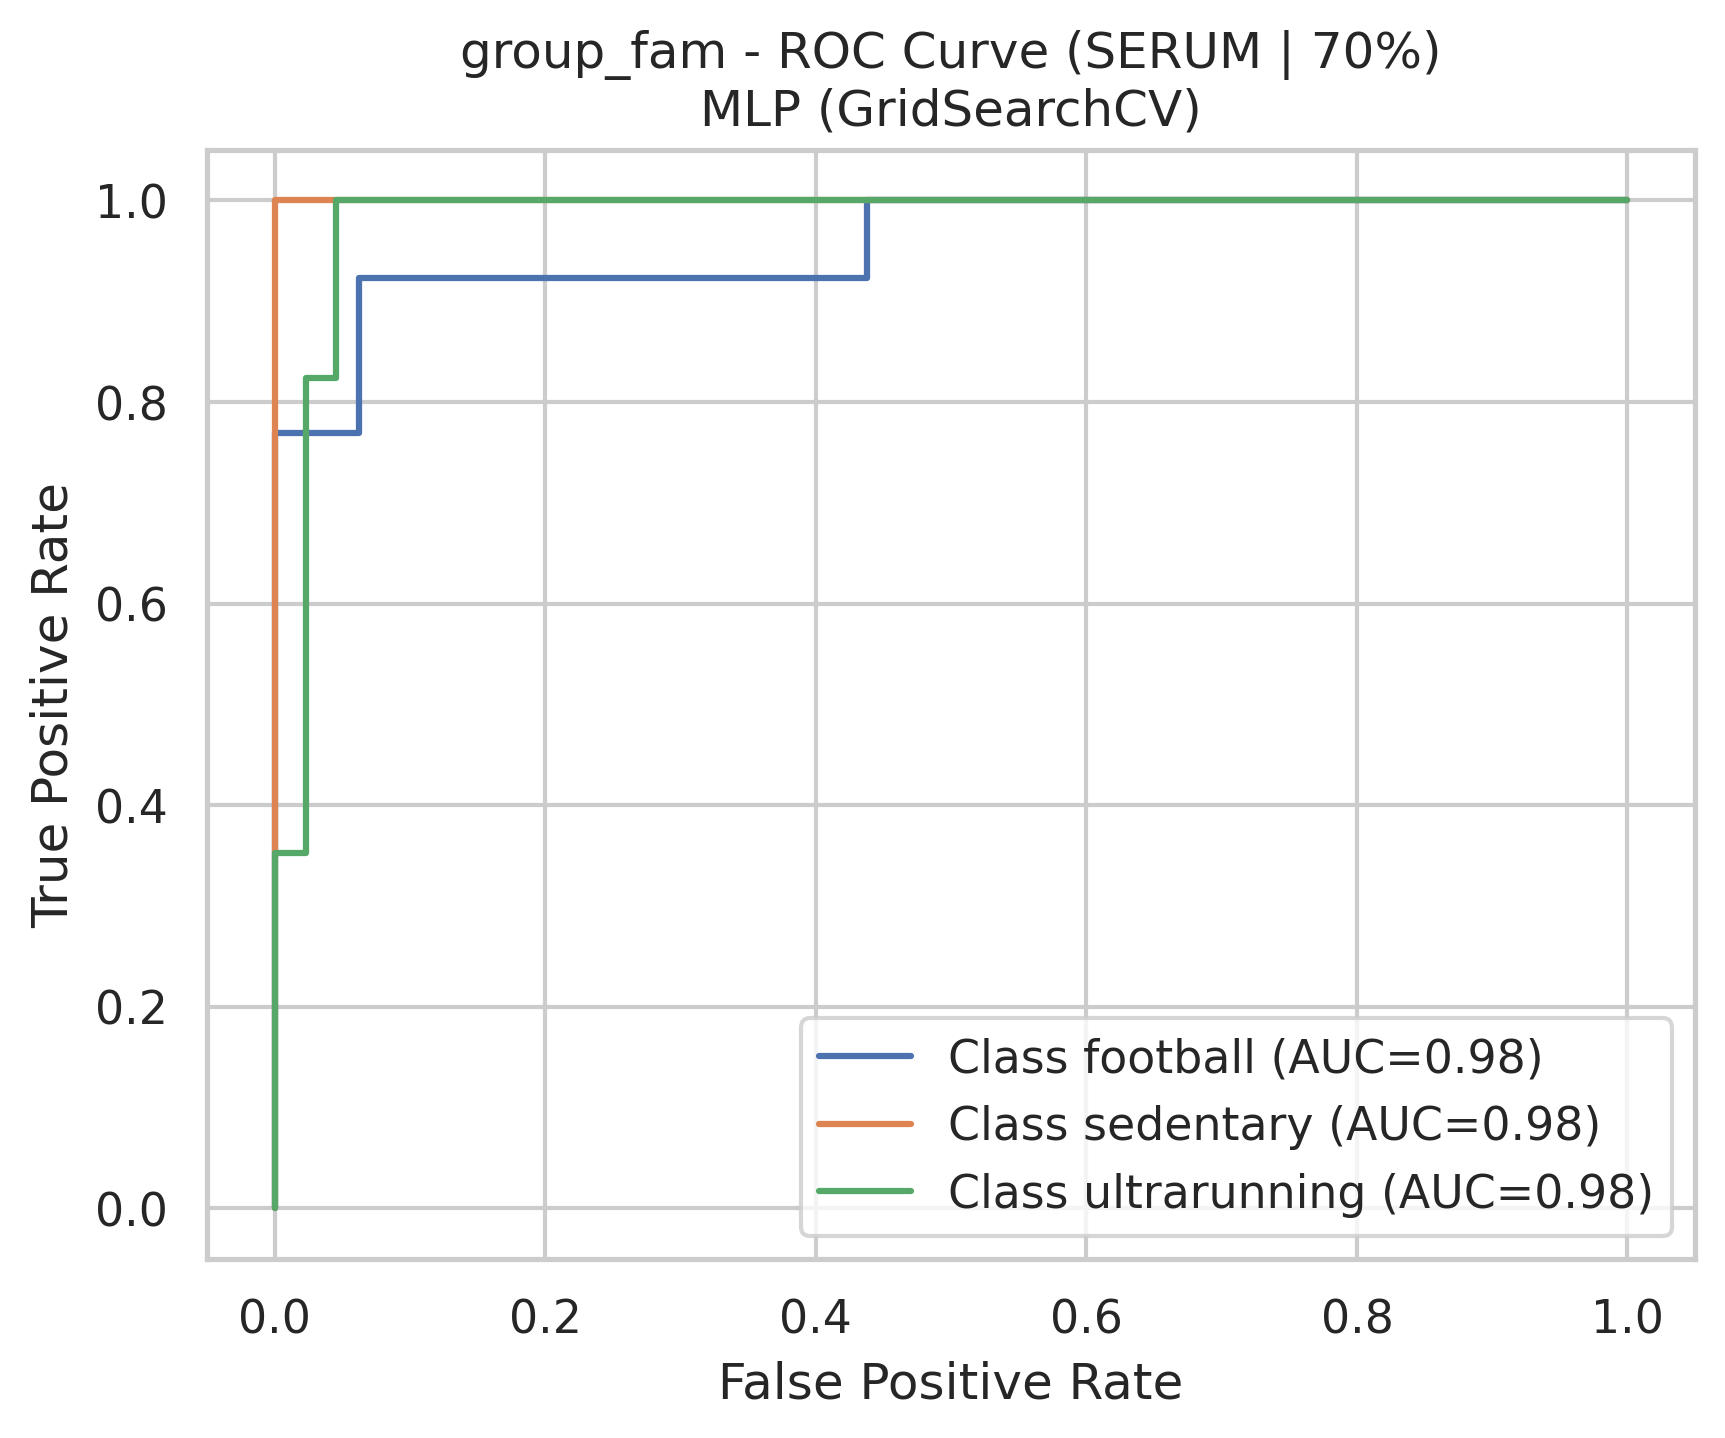 group_fam - ROC Curve (SERUM | 70%)
MLP (GridSearchCV)
True Positive Rate
1.0
0.8
0.6
0.4
0.2
0.0
Class football (AUC=0.98)
Class sedentary (AUC=0.98)
Class ultrarunning (AUC=0.98)
0.0 0.2 0.4 0.6 0.8 1.0
False Positive Rate